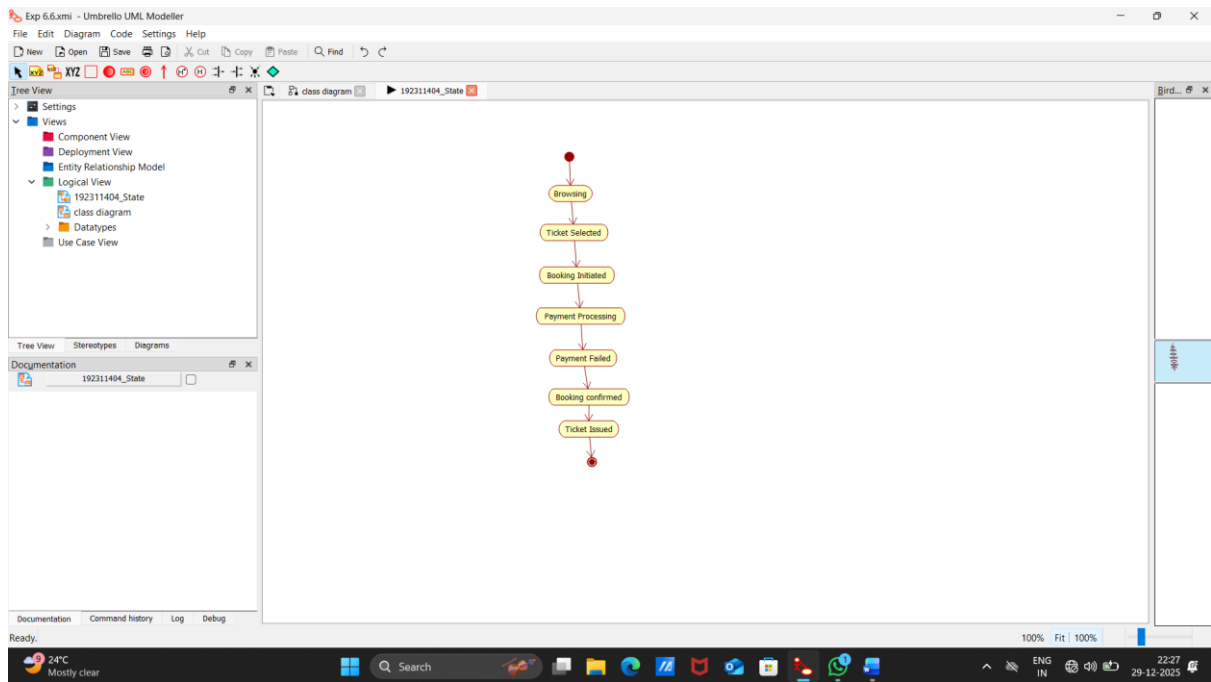 Exp 6.6.xmi - Umbrello UML Modeller
File Edit Diagram Code Settings Help
New Open Save Cut Copy Paste Find
XYZ XYZ
Tree View class diagram 192311404_State Bird...
Settings
Views
Component View
Deployment View
Entity Relationship Model
Logical View
192311404_State
class diagram
Datatypes
Use Case View
Browsing
Ticket Selected
Booking Initiated
Payment Processing
Payment Failed
Booking confirmed
Ticket Issued
Tree View Stereotypes Diagrams
Documentation
192311404_State
Documentation Command history Log Debug
Ready. 100% Fit 100%
9 24°C
Mostly clear
Search
1
ENG
IN
22:27
29-12-2025